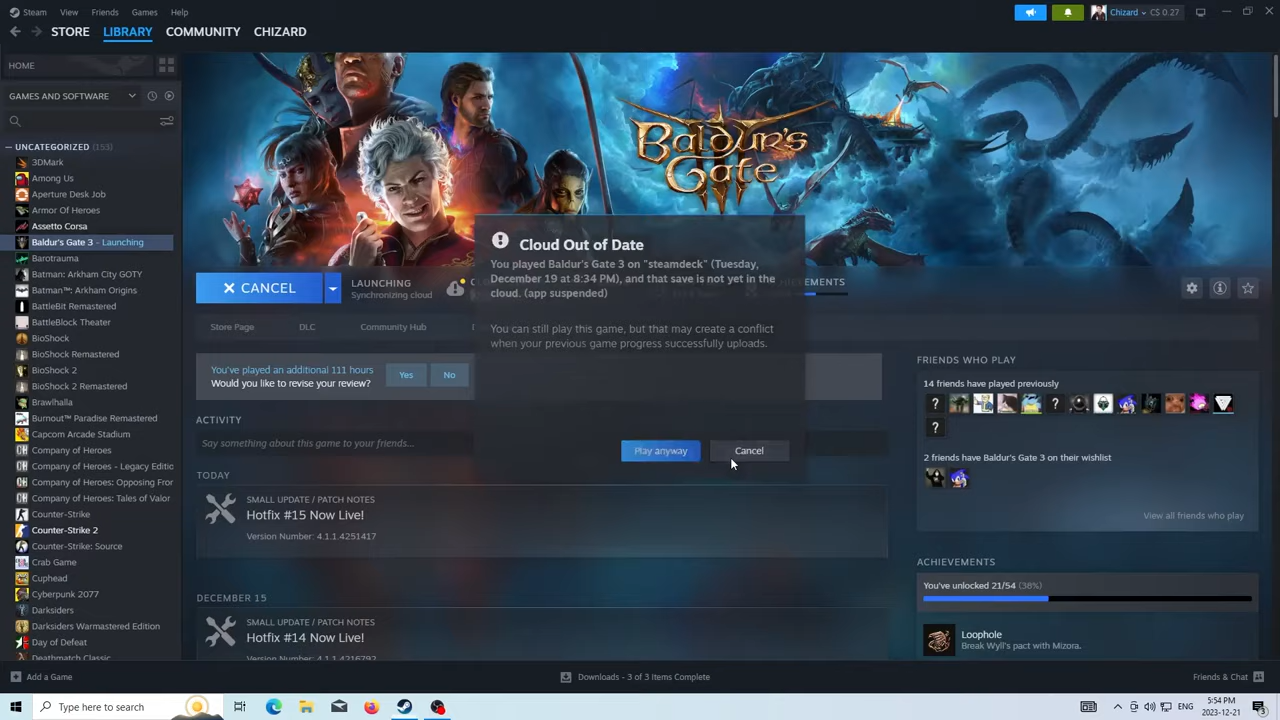 Steam View Friends Games Help
Chizard C$ 0.27
STORE LIBRARY COMMUNITY CHIZARD
HOME
GAMES AND SOFTWARE
UNCATEGORIZED (153)
3DMark
Among Us
Aperture Desk Job
Armor Of Heroes
Assetto Corsa
Baldur's Gate 3 - Launching
Barotrauma
Batman: Arkham City GOTY
Batman™: Arkham Origins
BattleBit Remastered
BattleBlock Theater
BioShock
BioShock Remastered
BioShock 2
BioShock 2 Remastered
Brawlhalla
Burnout™ Paradise Remastered
Capcom Arcade Stadium
Company of Heroes
Company of Heroes - Legacy Editi
Company of Heroes: Opposing Fro
Company of Heroes: Tales of Valor
Counter-Strike
Counter-Strike 2
Counter-Strike: Source
Crab Game
Cuphead
Cyberpunk 2077
Darksiders
Darksiders Warmastered Edition
Day of Defeat
Deathmatch Classic
Baldur's
Gate
CANCEL
LAUNCHING
Synchronizing cloud
EMENTS
Store Page DLC Community Hub
Cloud Out of Date
You played Baldur's Gate 3 on "steamdeck" (Tuesday,
December 19 at 8:34 PM), and that save is not yet in the
cloud. (app suspended)
You can still play this game, but that may create a conflict
when your previous game progress successfully uploads.
Play anyway Cancel
You've played an additional 111 hours
Would you like to revise your review?
Yes No
ACTIVITY
Say something about this game to your friends...
TODAY
SMALL UPDATE / PATCH NOTES
Hotfix #15 Now Live!
Version Number: 4.1.1.4251417
DECEMBER 15
SMALL UPDATE / PATCH NOTES
Hotfix #14 Now Live!
Version Number: 4.1.1.4216792
FRIENDS WHO PLAY
14 friends have played previously
2 friends have Baldur's Gate 3 on their wishlist
View all friends who play
ACHIEVEMENTS
You've unlocked 21/54 (38%)
Loophole
Break Wyll's pact with Mizora.
Add a Game
Downloads - 3 of 3 Items Complete
Friends & Chat
Type here to search
ENG
5:54 PM
2023-12-21
3